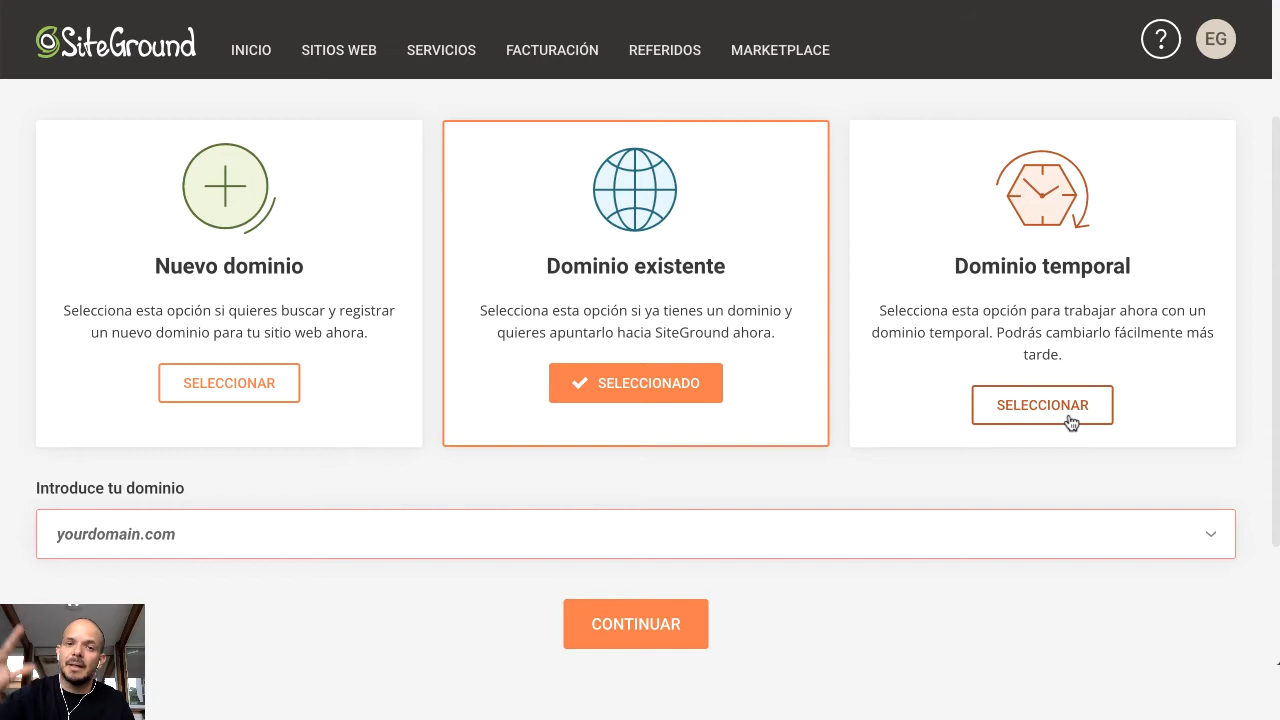 SiteGround
INICIO
SITIOS WEB
SERVICIOS
FACTURACIÓN
REFERIDOS
MARKETPLACE
?
EG
Nuevo dominio
Selecciona esta opción si quieres buscar y registrar
un nuevo dominio para tu sitio web ahora.
SELECCIONAR
Dominio existente
Selecciona esta opción si ya tienes un dominio y
quieres apuntarlo hacia SiteGround ahora.
SELECCIONADO
Dominio temporal
Selecciona esta opción para trabajar ahora con un
dominio temporal. Podrás cambiarlo fácilmente más
tarde.
SELECCIONAR
Introduce tu dominio
yourdomain.com
CONTINUAR